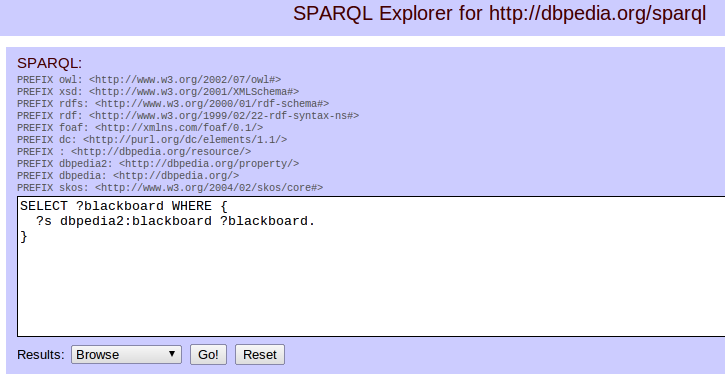 SPARQL Explorer for http://dbpedia.org/sparql
SPARQL:
PREFIX owl: <http://www.w3.org/2002/07/owl#>
PREFIX xsd: <http://www.w3.org/2001/XMLSchema#>
PREFIX rdfs: <http://www.w3.org/2000/01/rdf-schema#>
PREFIX rdf: <http://www.w3.org/1999/02/22-rdf-syntax-ns#>
PREFIX foaf: <http://xmlns.com/foaf/0.1/>
PREFIX dc: <http://purl.org/dc/elements/1.1/>
PREFIX : <http://dbpedia.org/resource/>
PREFIX dbpedia2: <http://dbpedia.org/property/>
PREFIX dbpedia: <http://dbpedia.org/>
PREFIX skos: <http://www.w3.org/2004/02/skos/core#>
SELECT ?blackboard WHERE {
  ?s dbpedia2:blackboard ?blackboard.
}
Results: Browse Go! Reset